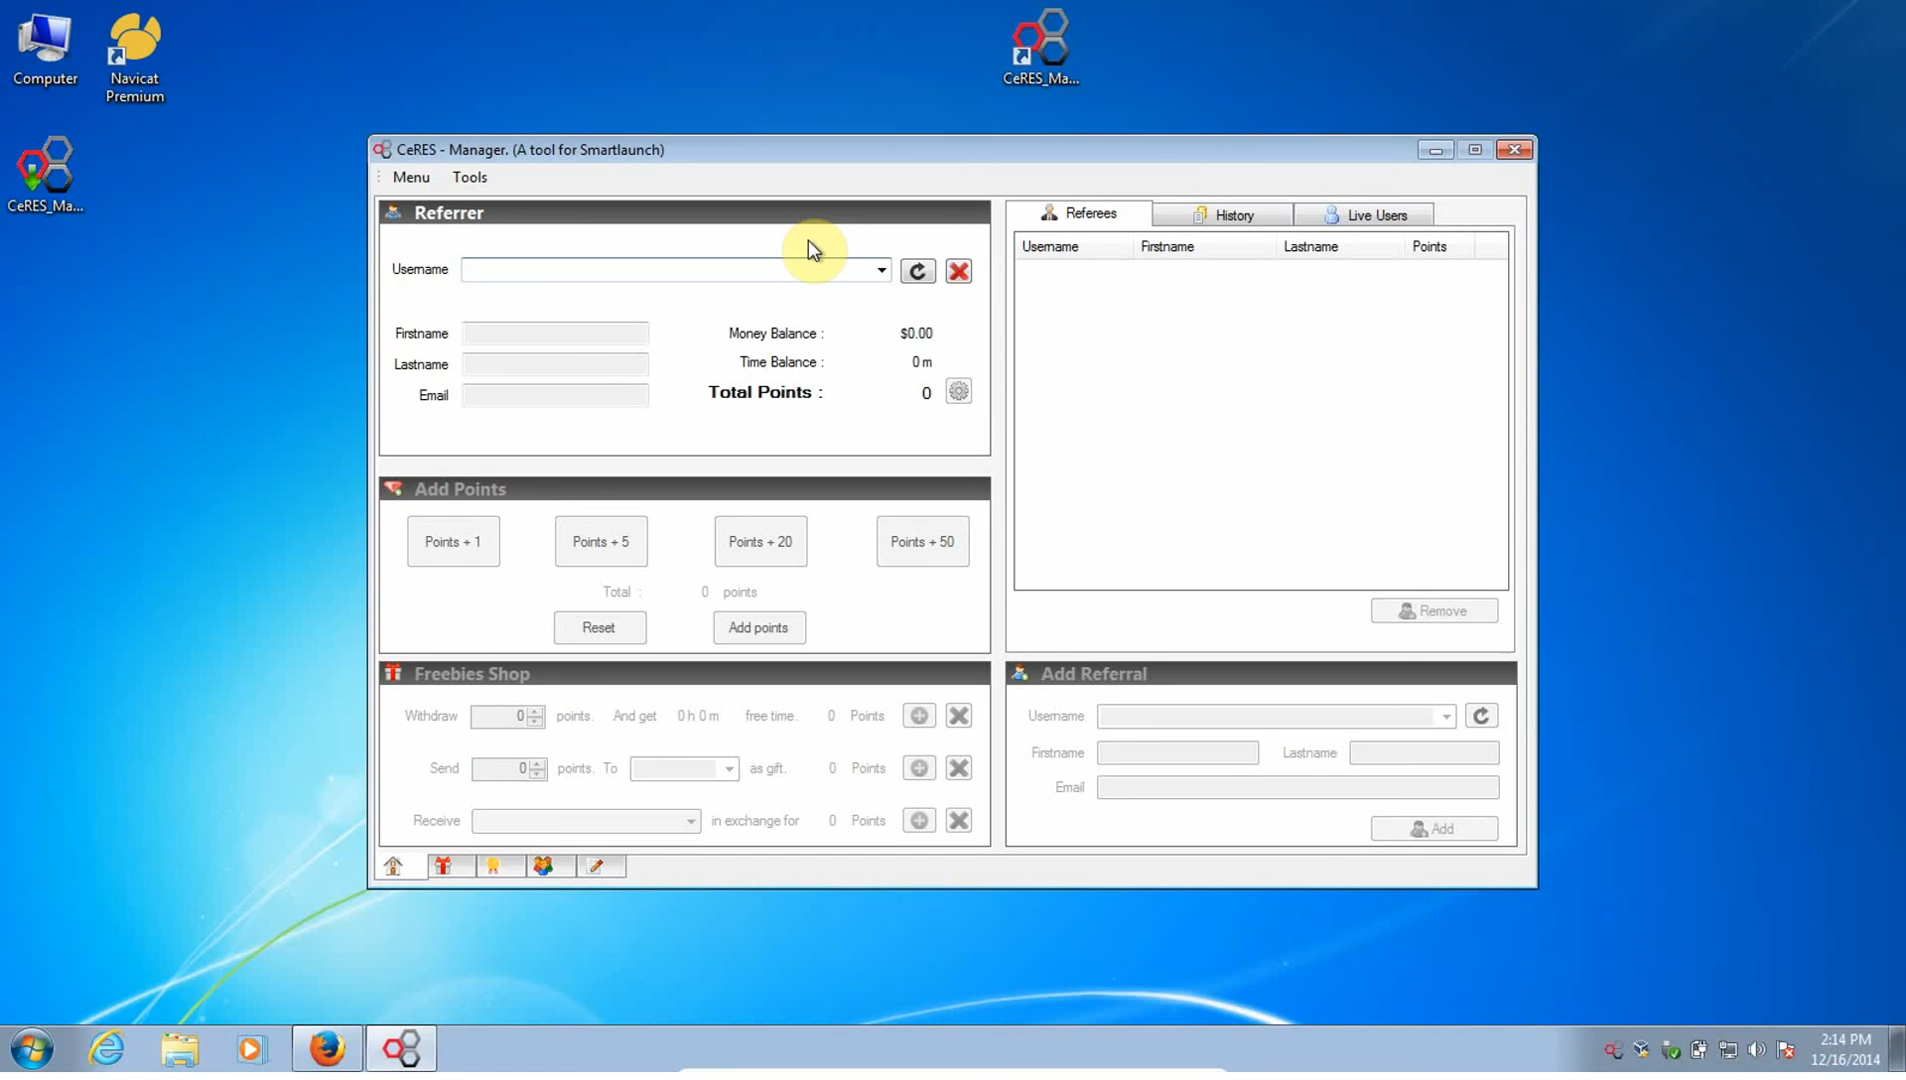 Computer
Navicat
Premium
CeRES_Ma...
CeRES_Ma...
CeRES - Manager. (A tool for Smartlaunch)
Menu Tools
Referrer
Username
Firstname
Lastname
Email
Money Balance : $0.00
Time Balance : 0 m
Total Points : 0
Add Points
Points + 1 Points + 5 Points + 20 Points + 50
Total : 0 points
Reset Add points
Freebies Shop
Withdraw 0 points. And get 0 h 0 m free time. 0 Points
Send 0 points. To as gift. 0 Points
Receive in exchange for 0 Points
Referees History Live Users
Username Firstname Lastname Points
Remove
Add Referral
Username
Firstname Lastname
Email
Add
2:14 PM
12/16/2014